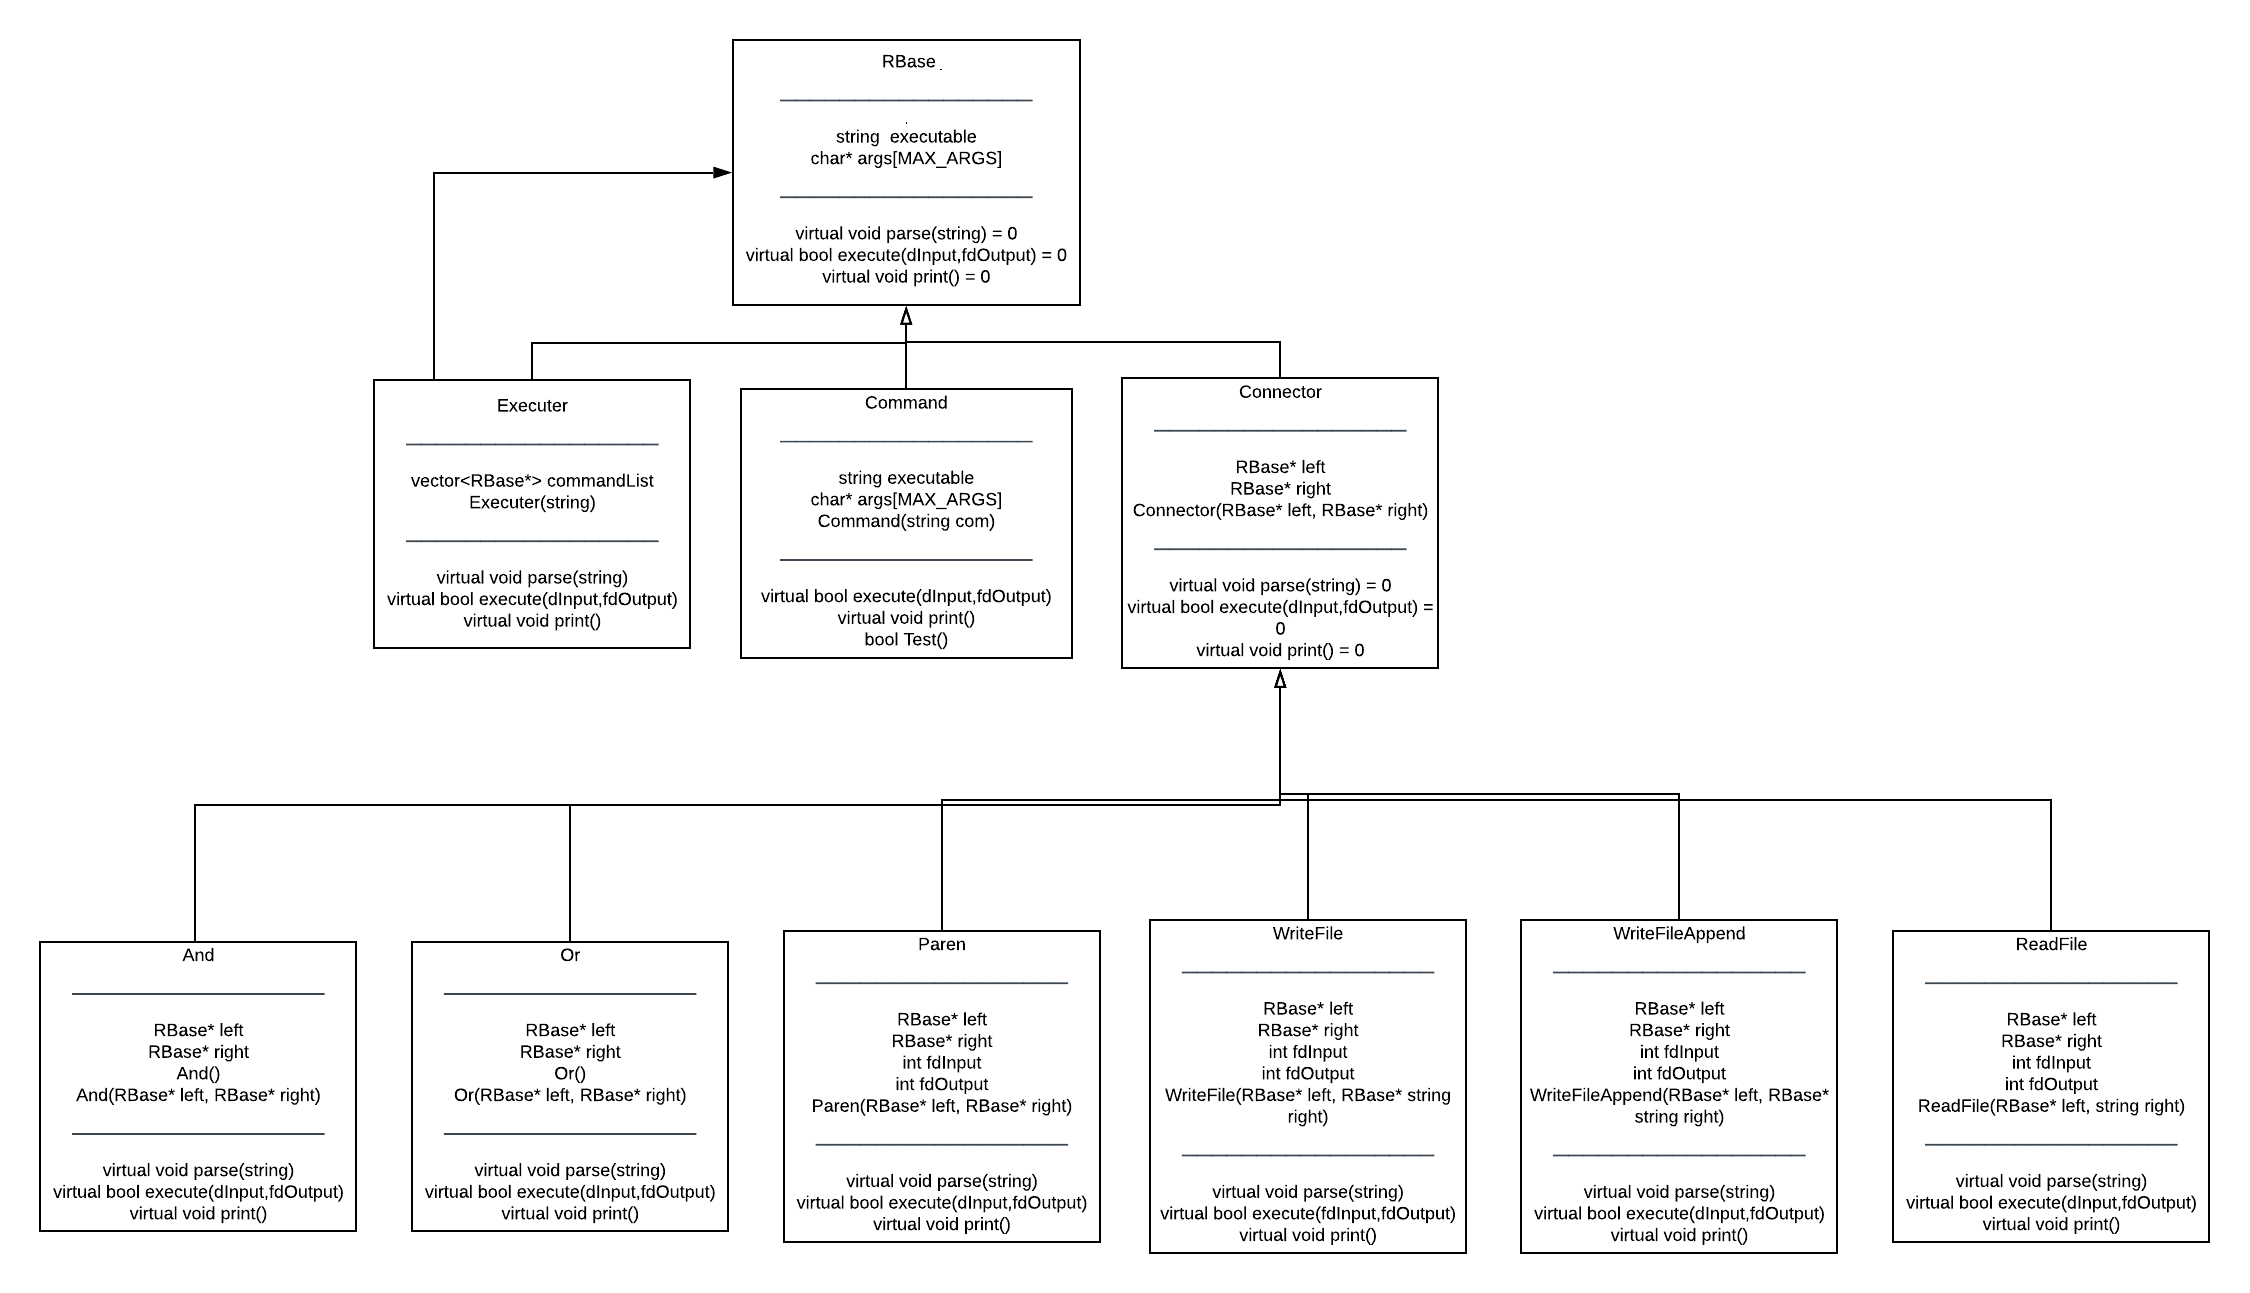 RBase
string  executable
char* args[MAX_ARGS]
virtual void parse(string) = 0
virtual bool execute(dInput,fdOutput) = 0
virtual void print() = 0
Executer
vector<RBase*> commandList
Executer(string)
virtual void parse(string)
virtual bool execute(dInput,fdOutput)
virtual void print()
Command
string executable
char* args[MAX_ARGS]
Command(string com)
virtual bool execute(dInput,fdOutput)
virtual void print()
bool Test()
Connector
RBase* left
RBase* right
Connector(RBase* left, RBase* right)
virtual void parse(string) = 0
virtual bool execute(dInput,fdOutput) =
0
virtual void print() = 0
And
RBase* left
RBase* right
And()
And(RBase* left, RBase* right)
virtual void parse(string)
virtual bool execute(dInput,fdOutput)
virtual void print()
Or
RBase* left
RBase* right
Or()
Or(RBase* left, RBase* right)
virtual void parse(string)
virtual bool execute(dInput,fdOutput)
virtual void print()
Paren
RBase* left
RBase* right
int fdInput
int fdOutput
Paren(RBase* left, RBase* right)
virtual void parse(string)
virtual bool execute(dInput,fdOutput)
virtual void print()
WriteFile
RBase* left
RBase* right
int fdInput
int fdOutput
WriteFile(RBase* left, RBase* string
right)
virtual void parse(string)
virtual bool execute(fdInput,fdOutput)
virtual void print()
WriteFileAppend
RBase* left
RBase* right
int fdInput
int fdOutput
WriteFileAppend(RBase* left, RBase*
string right)
virtual void parse(string)
virtual bool execute(dInput,fdOutput)
virtual void print()
ReadFile
RBase* left
RBase* right
int fdInput
int fdOutput
ReadFile(RBase* left, string right)
virtual void parse(string)
virtual bool execute(dInput,fdOutput)
virtual void print()